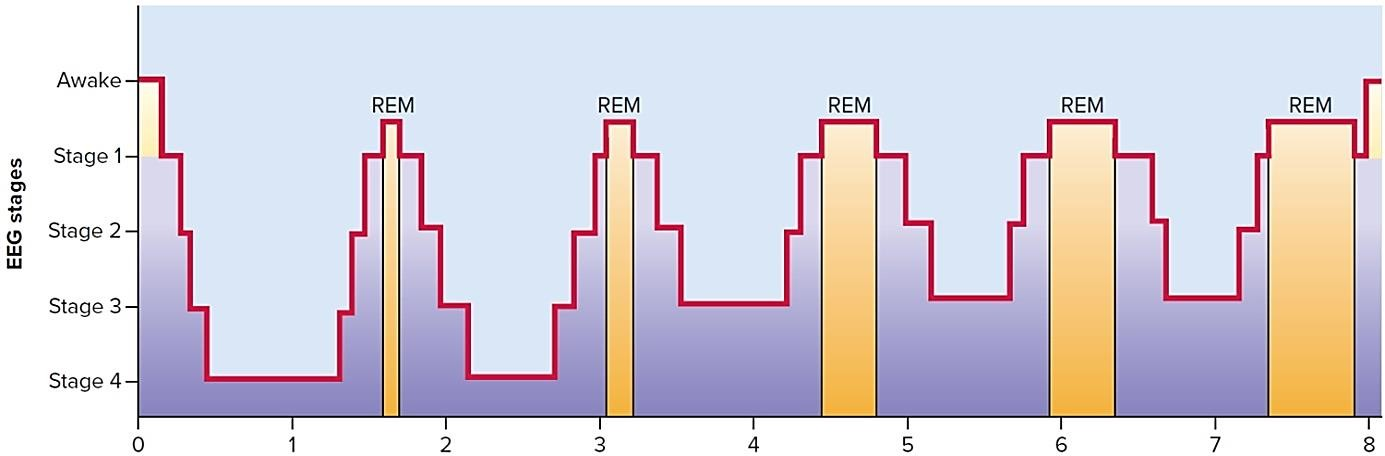 EEG stages
Awake
Stage 1
Stage 2
Stage 3
Stage 4
REM REM REM REM REM
0 1 2 3 4 5 6 7 8